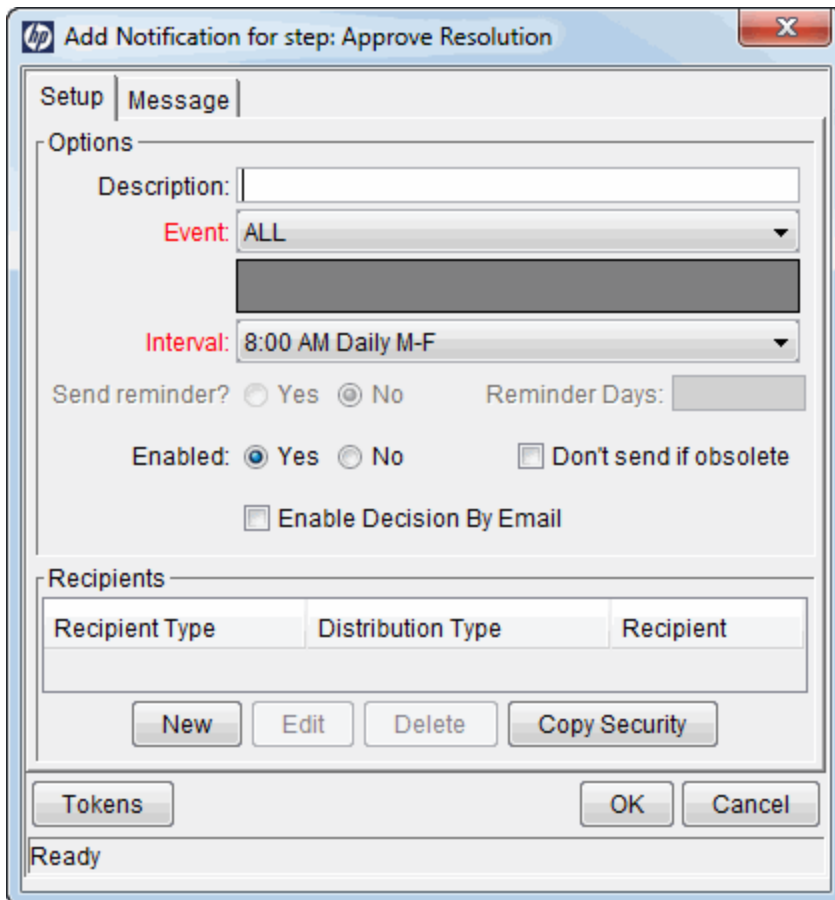 hp Add Notification for step: Approve Resolution X
Setup Message
Options
Description:
Event: ALL
Interval: 8:00 AM Daily M-F
Send reminder? Yes No Reminder Days:
Enabled: Yes No Don't send if obsolete
Enable Decision By Email
Recipients
Recipient Type Distribution Type Recipient
New Edit Delete Copy Security
Tokens OK Cancel
Ready